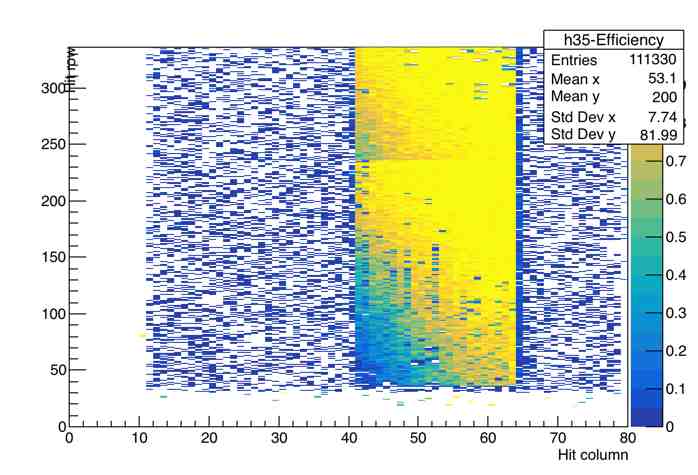 h35-Efficiency
Entries 111330
Mean x 53.1
Mean y 200
Std Dev x 7.74
Std Dev y 81.99
Hit row
300
250
200
150
100
50
0
0 10 20 30 40 50 60 70 80
Hit column
0.7
0.6
0.5
0.4
0.3
0.2
0.1
0